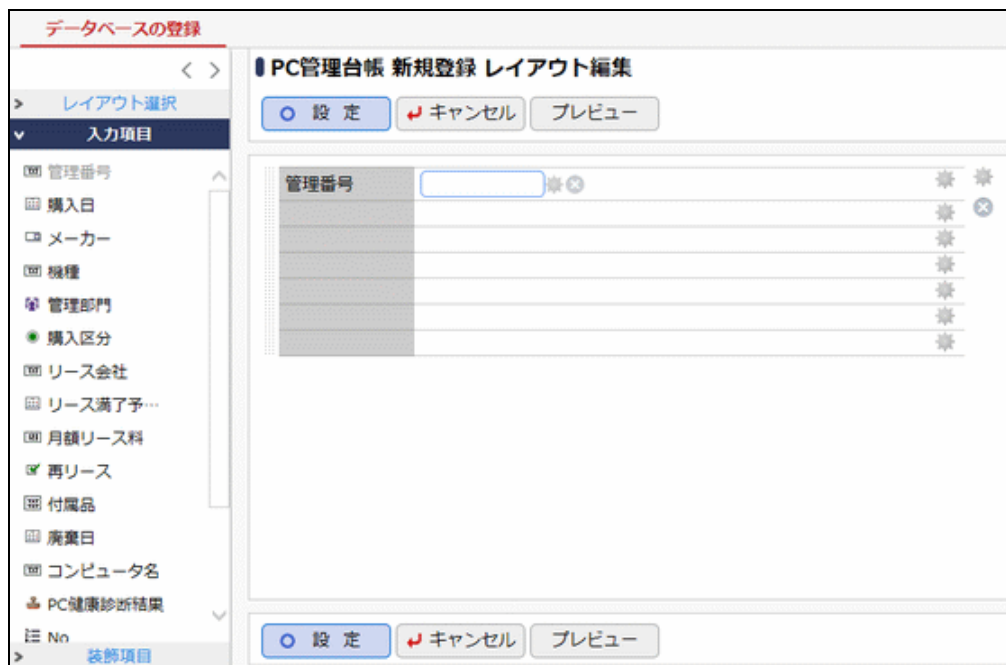 データベースの登録
PC管理台帳 新規登録 レイアウト編集
レイアウト選択
設 定
キャンセル
プレビュー
入力項目
管理番号
購入日
メーカー
機種
管理部門
購入区分
リース会社
リース満了予…
月額リース料
再リース
付属品
廃棄日
コンピュータ名
PC健康診断結果
No
装飾項目
管理番号
設 定
キャンセル
プレビュー